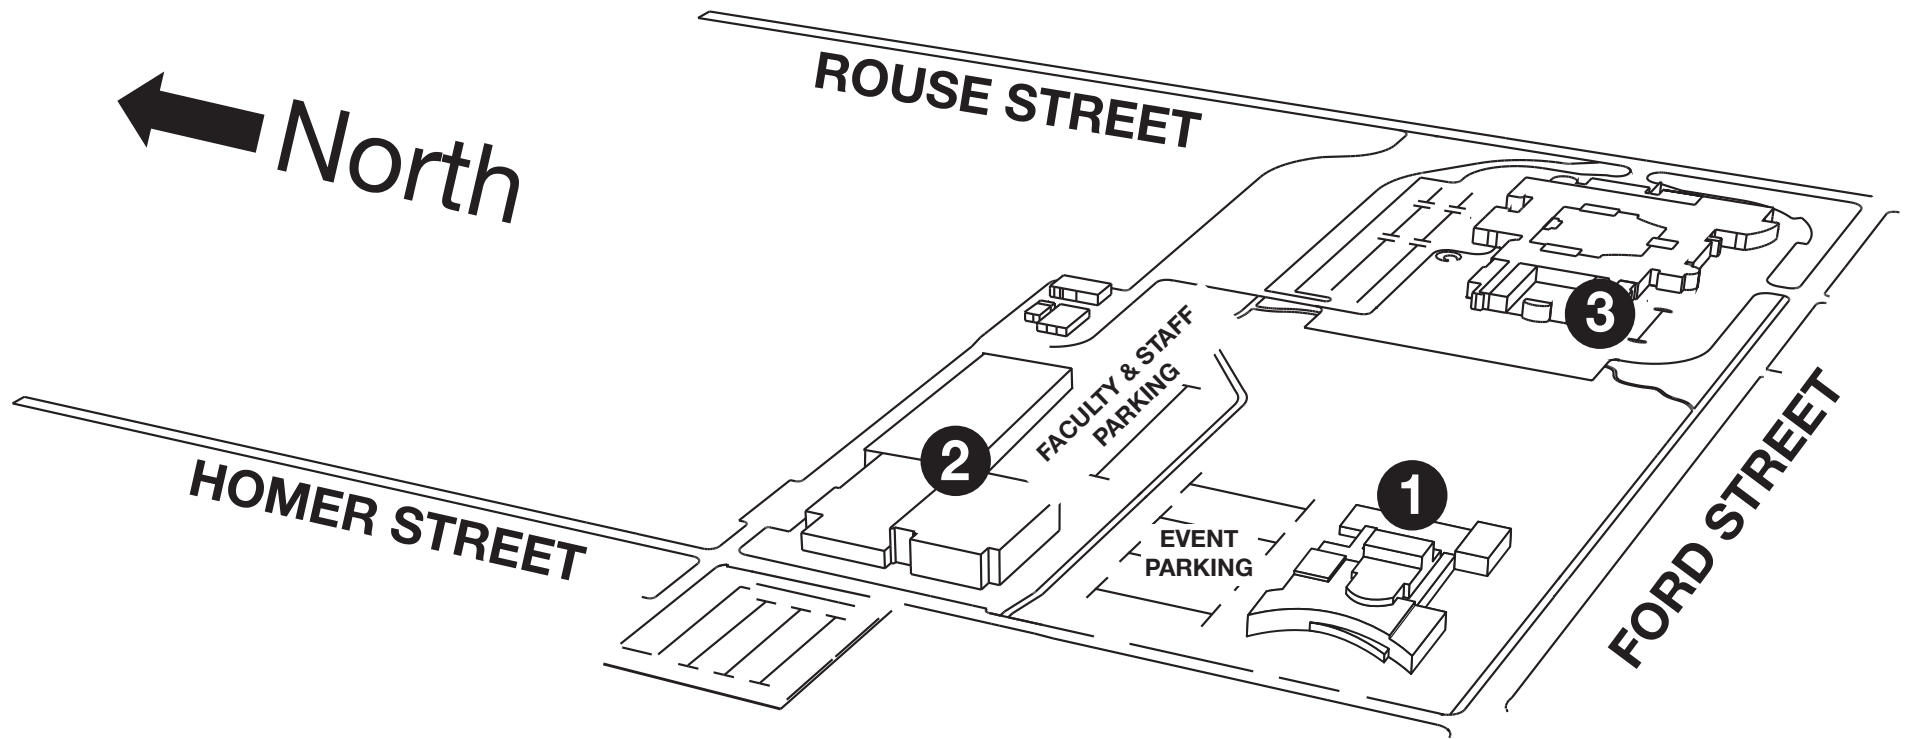 ROUSE STREET
North
3
FACULTY & STAFF
PARKING
HOMER STREET
2
1
EVENT
PARKING
FORD STREET